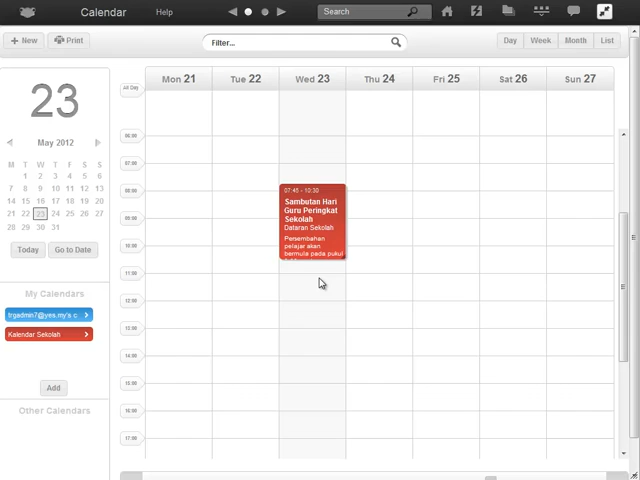 Calendar
Help
Search
+ New
Print
Filter...
Day
Week
Month
List
23
May 2012
M T W T F S S
1 2 3 4 5 6
7 8 9 10 11 12 13
14 15 16 17 18 19 20
21 22 23 24 25 26 27
28 29 30 31
Today
Go to Date
My Calendars
trgadmin7@yes.my's c
Kalendar Sekolah
Add
Other Calendars
Mon 21
Tue 22
Wed 23
Thu 24
Fri 25
Sat 26
Sun 27
All Day
06:00
07:00
08:00
09:00
10:00
11:00
12:00
13:00
14:00
15:00
16:00
17:00
07:45 - 10:30
Sambutan Hari
Guru Peringkat
Sekolah
Dataran Sekolah
Persembahan
pelajar akan
bermula pada pukul